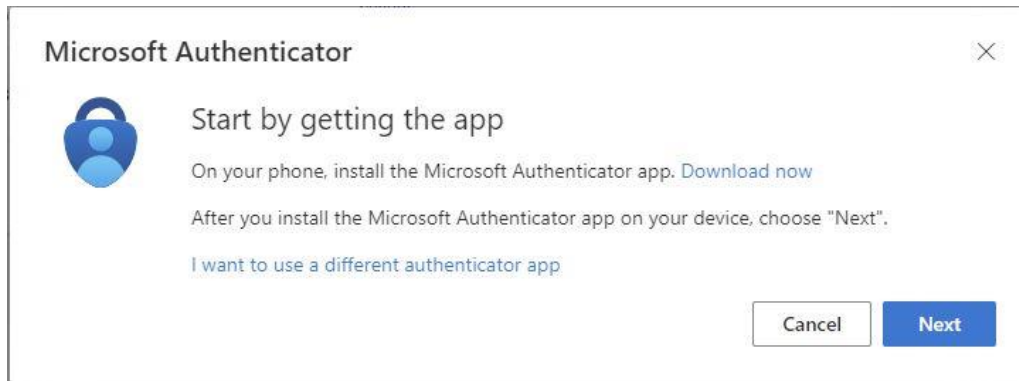 Microsoft Authenticator
Start by getting the app
On your phone, install the Microsoft Authenticator app. Download now
After you install the Microsoft Authenticator app on your device, choose "Next".
I want to use a different authenticator app
Cancel
Next